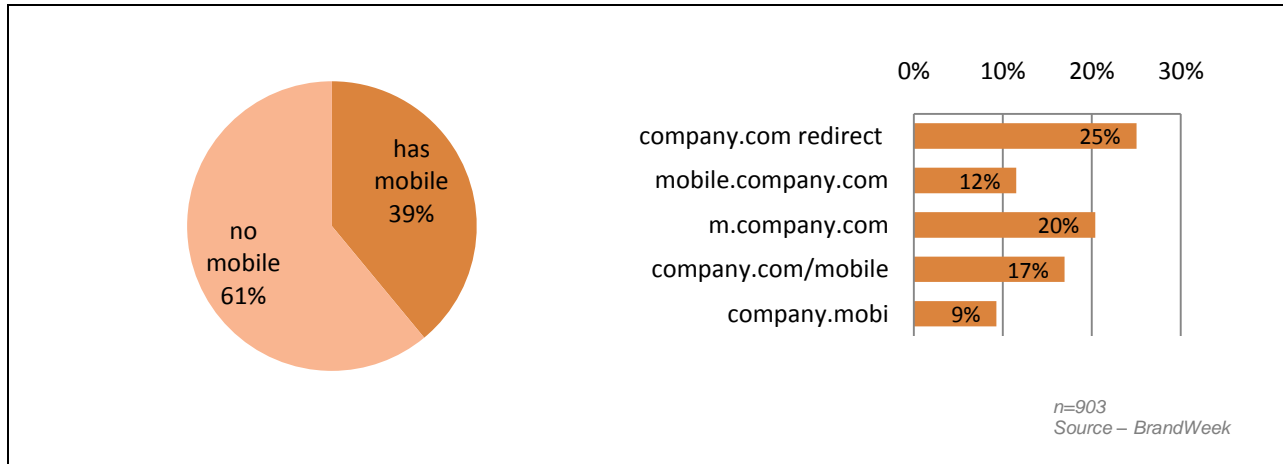 has
mobile
39%
no
mobile
61%
0% 10% 20% 30%
company.com redirect 25%
mobile.company.com 12%
m.company.com 20%
company.com/mobile 17%
company.mobi 9%
n=903
Source – BrandWeek